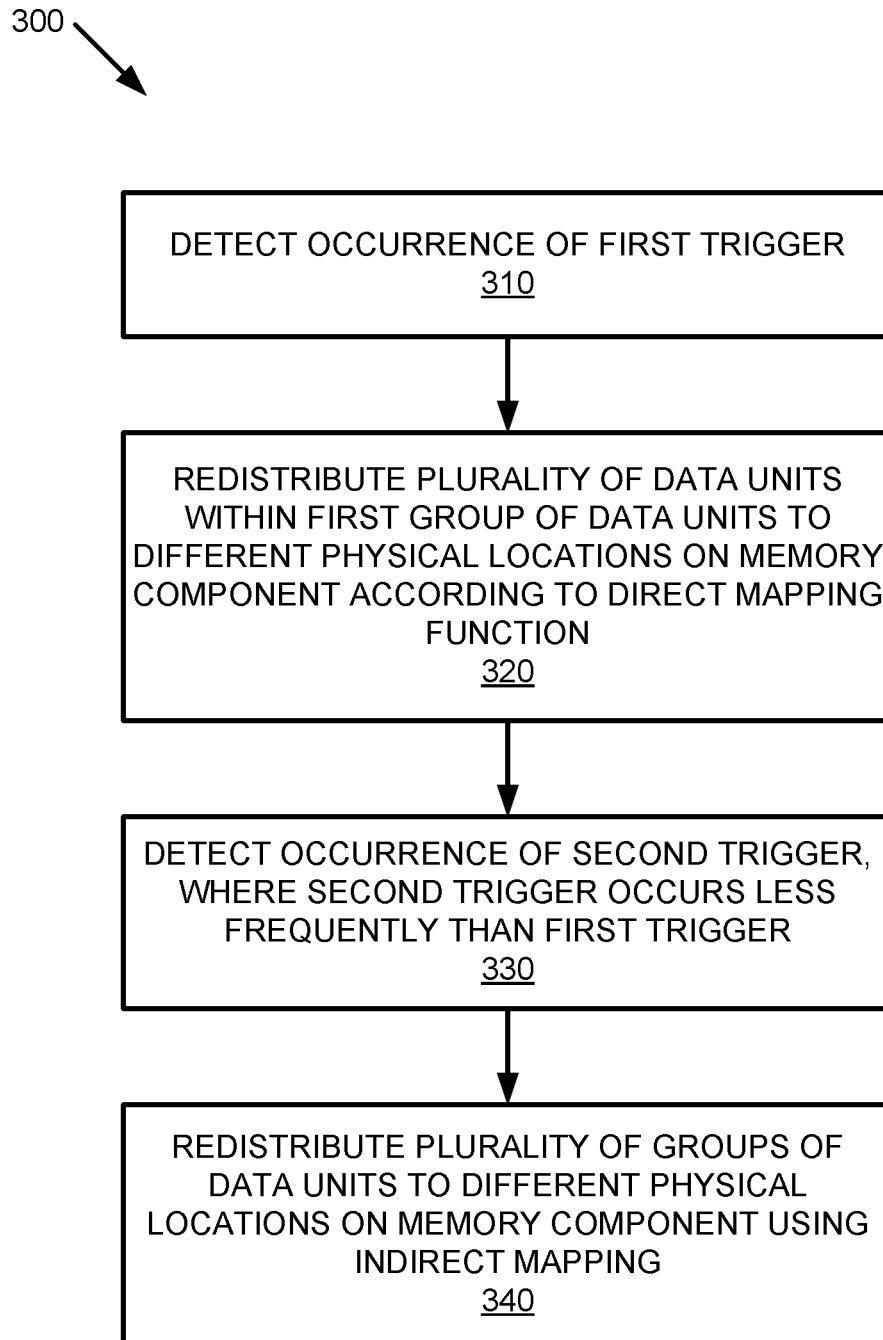 300
DETECT OCCURRENCE OF FIRST TRIGGER
310
REDISTRIBUTE PLURALITY OF DATA UNITS
WITHIN FIRST GROUP OF DATA UNITS TO
DIFFERENT PHYSICAL LOCATIONS ON MEMORY
COMPONENT ACCORDING TO DIRECT MAPPING
FUNCTION
320
DETECT OCCURRENCE OF SECOND TRIGGER,
WHERE SECOND TRIGGER OCCURS LESS
FREQUENTLY THAN FIRST TRIGGER
330
REDISTRIBUTE PLURALITY OF GROUPS OF
DATA UNITS TO DIFFERENT PHYSICAL
LOCATIONS ON MEMORY COMPONENT USING
INDIRECT MAPPING
340